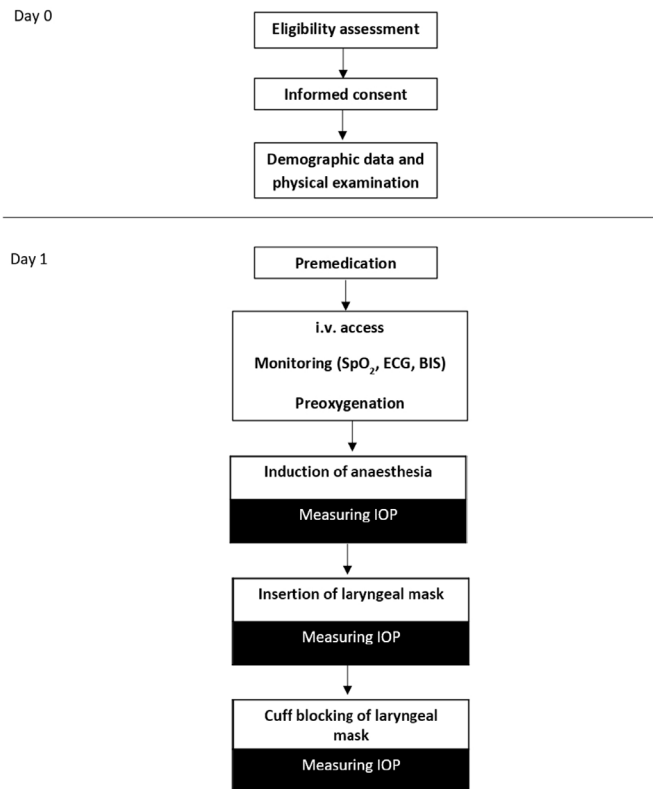 Day 0
Eligibility assessment
Informed consent
Demographic data and
physical examination
Day 1
Premedication
i.v. access
Monitoring (SpO₂, ECG, BIS)
Preoxygenation
Induction of anaesthesia
Measuring IOP
Insertion of laryngeal mask
Measuring IOP
Cuff blocking of laryngeal
mask
Measuring IOP